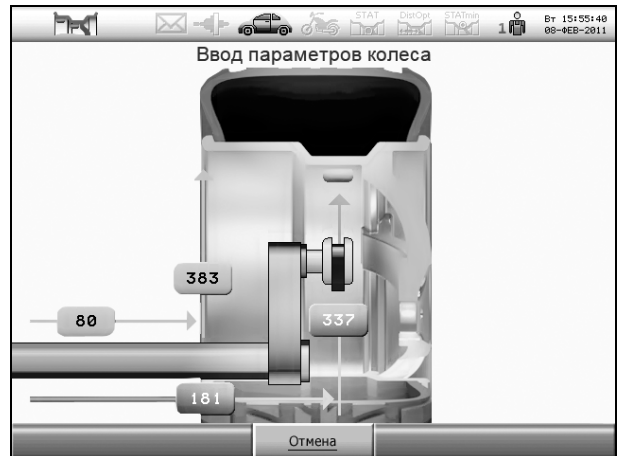 STAT DistOpt STATmin
1 Вт 15:55:40
08-ФЕВ-2011
Ввод параметров колеса
383
80
337
181
Отмена